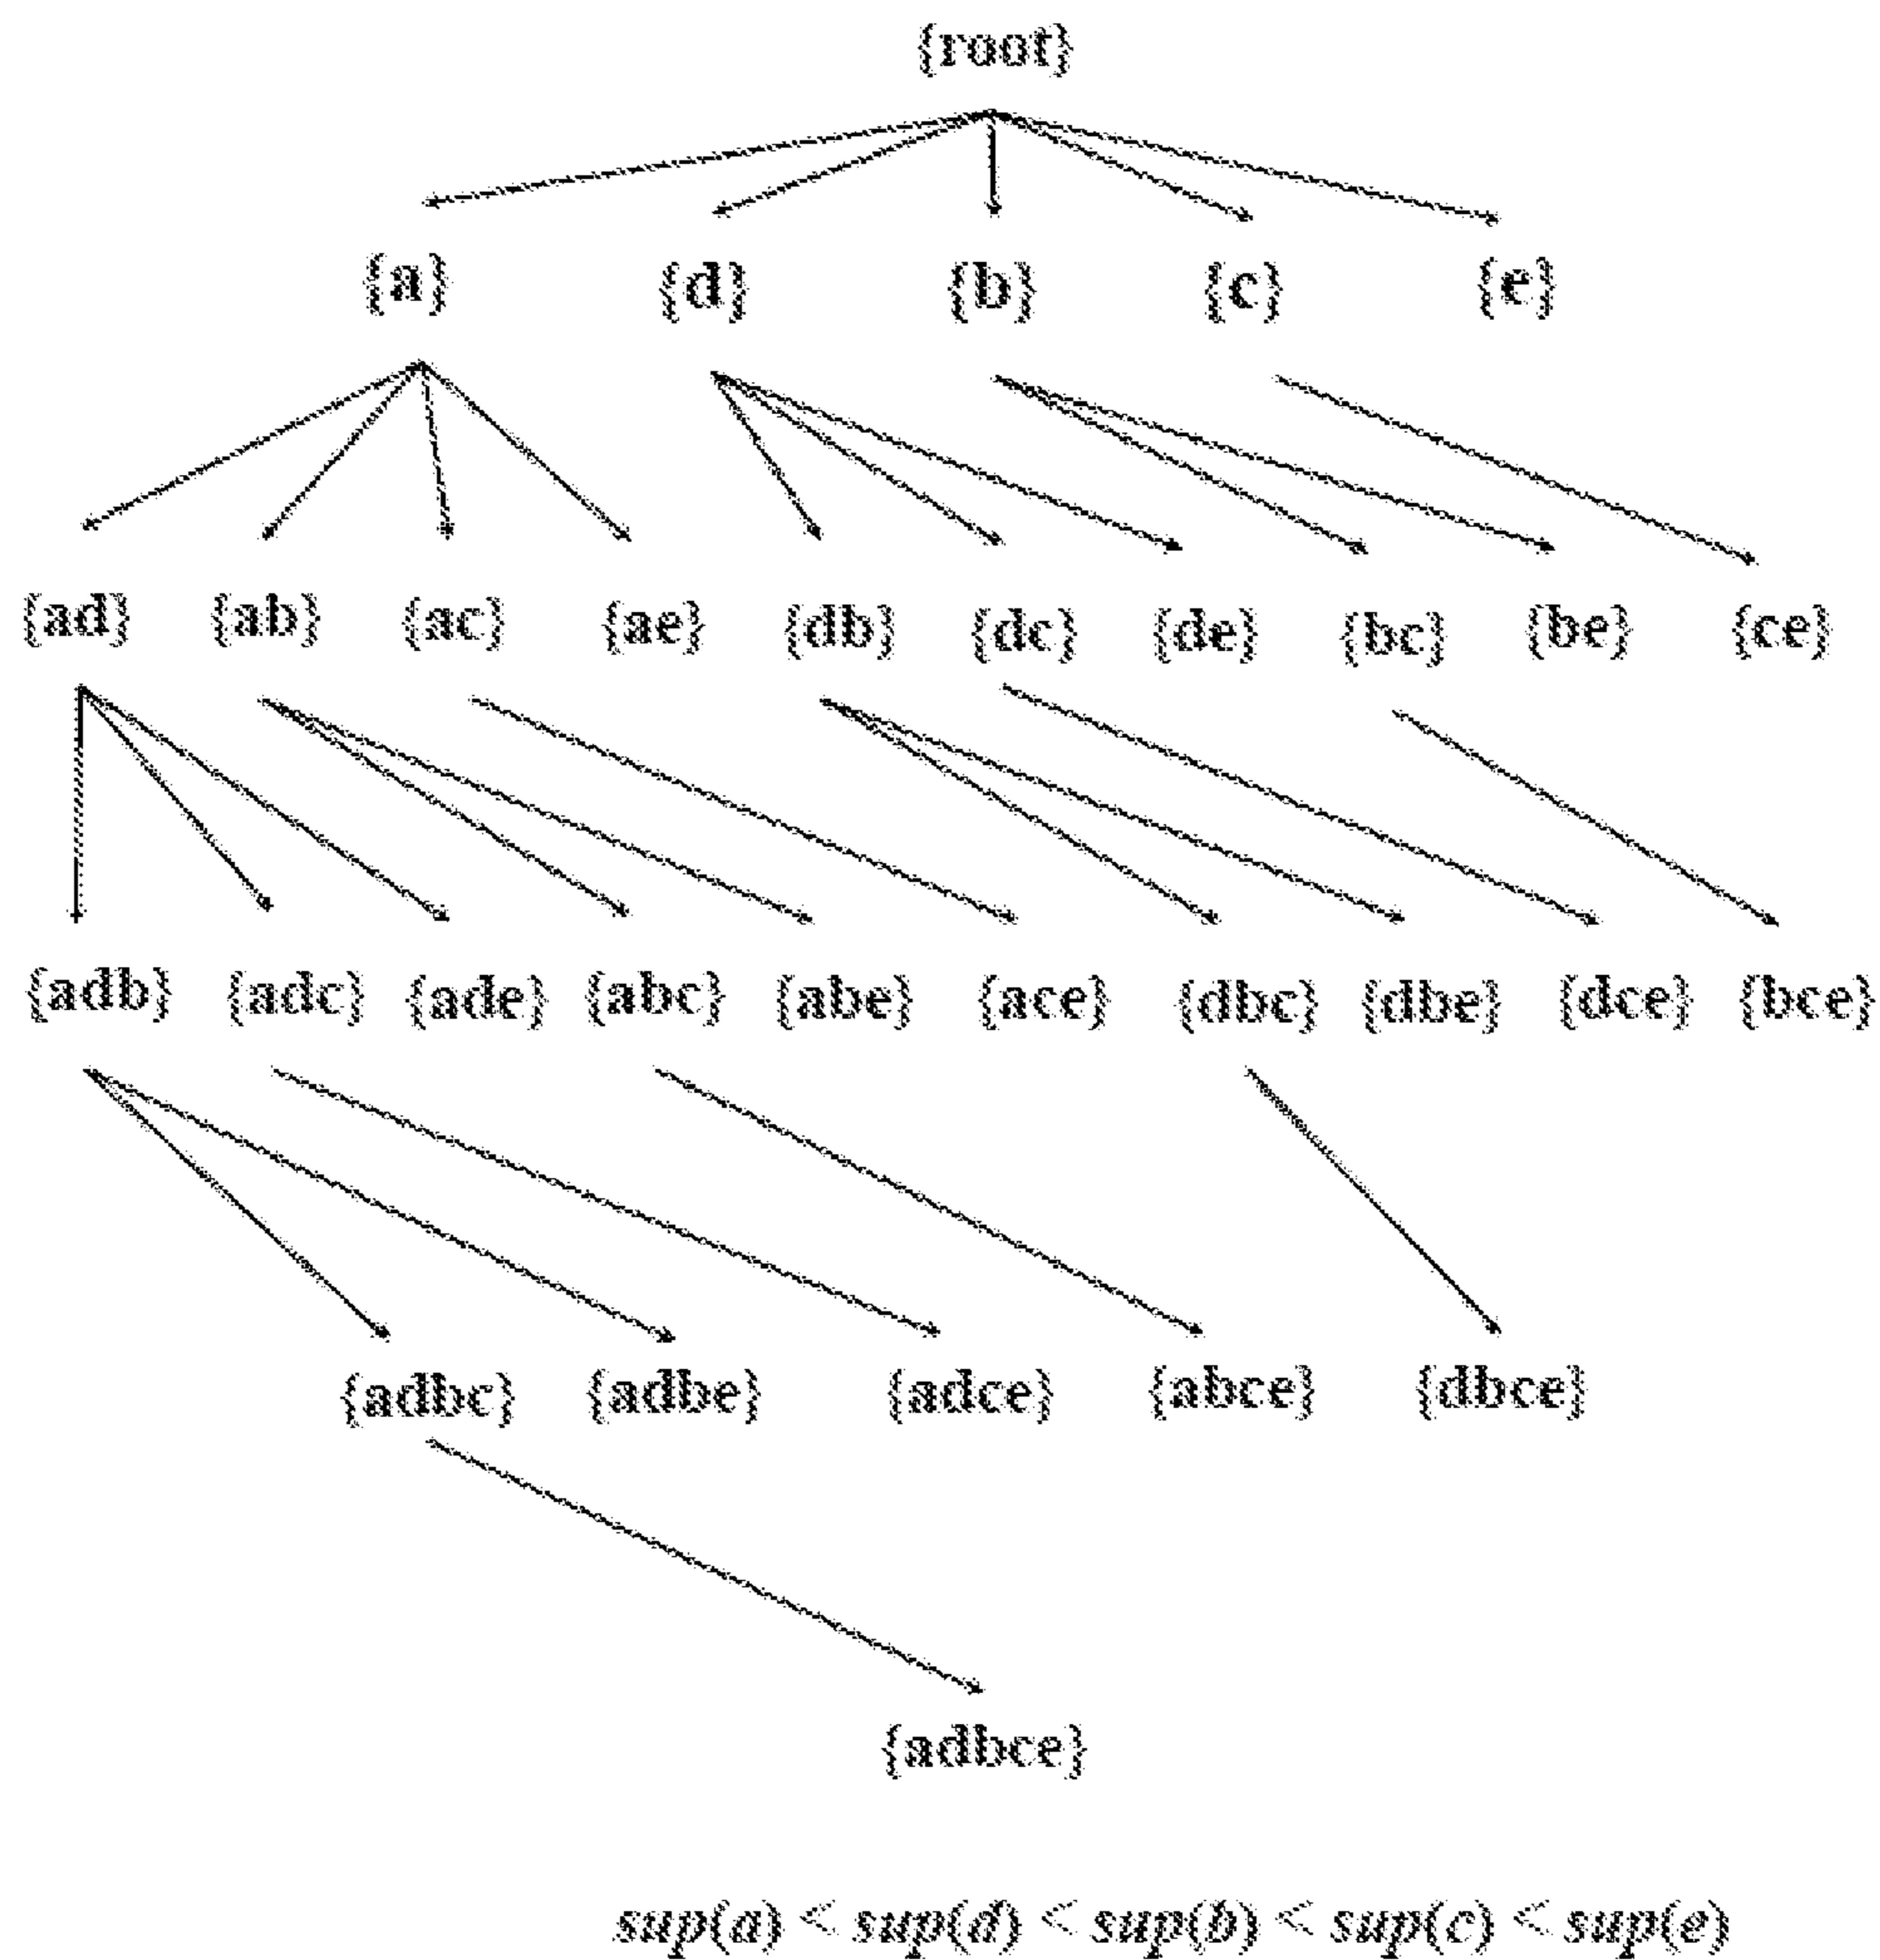 {root}
{a} {d} {b} {c} {e}
{ad} {ab} {ac} {ae} {db} {dc} {de} {bc} {be} {ce}
{adb} {adc} {ade} {abc} {abe} {ace} {dbc} {dbe} {dce} {bce}
{adbc} {adbe} {adce} {abce} {dbce}
{adbce}
sup(a) < sup(d) < sup(b) < sup(c) < sup(e)